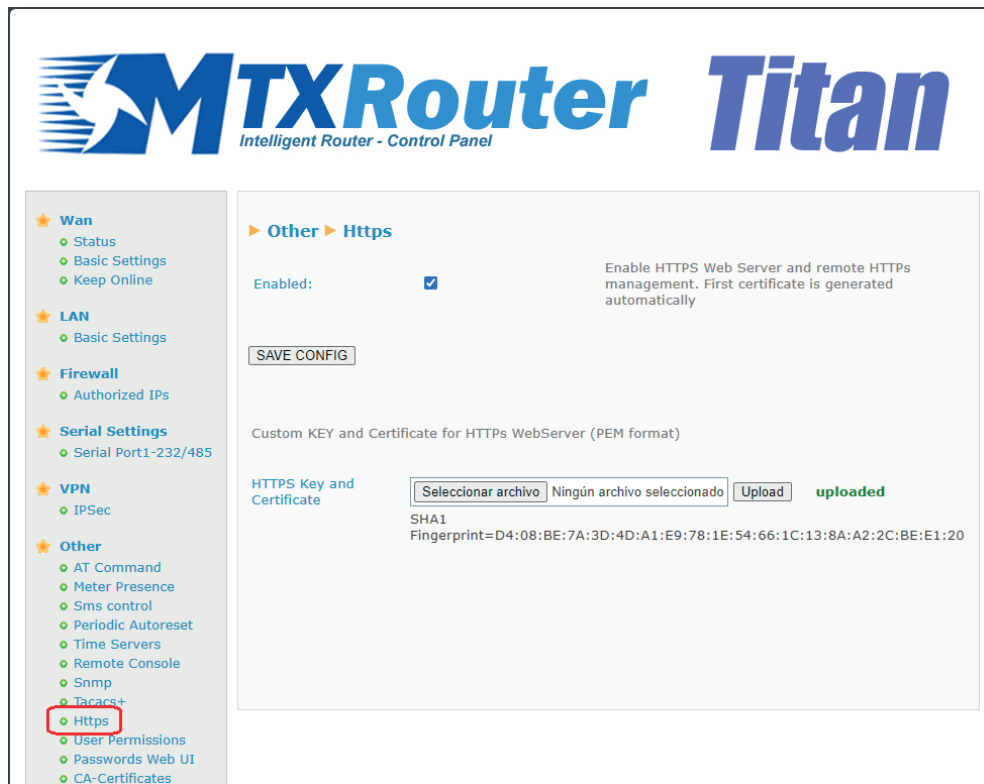 MTXRouter Titan
Intelligent Router - Control Panel
Wan
Status
Basic Settings
Keep Online
LAN
Basic Settings
Firewall
Authorized IPs
Serial Settings
Serial Port1-232/485
VPN
IPSec
Other
AT Command
Meter Presence
Sms control
Periodic Autoreset
Time Servers
Remote Console
Snmp
Tacacs+
Https
User Permissions
Passwords Web UI
CA-Certificates
Other Https
Enabled:
Enable HTTPS Web Server and remote HTTPs
management. First certificate is generated
automatically
SAVE CONFIG
Custom KEY and Certificate for HTTPs WebServer (PEM format)
HTTPS Key and
Certificate
Seleccionar archivo Ningún archivo seleccionado Upload uploaded
SHA1
Fingerprint=D4:08:BE:7A:3D:4D:A1:E9:78:1E:54:66:1C:13:8A:A2:2C:BE:E1:20